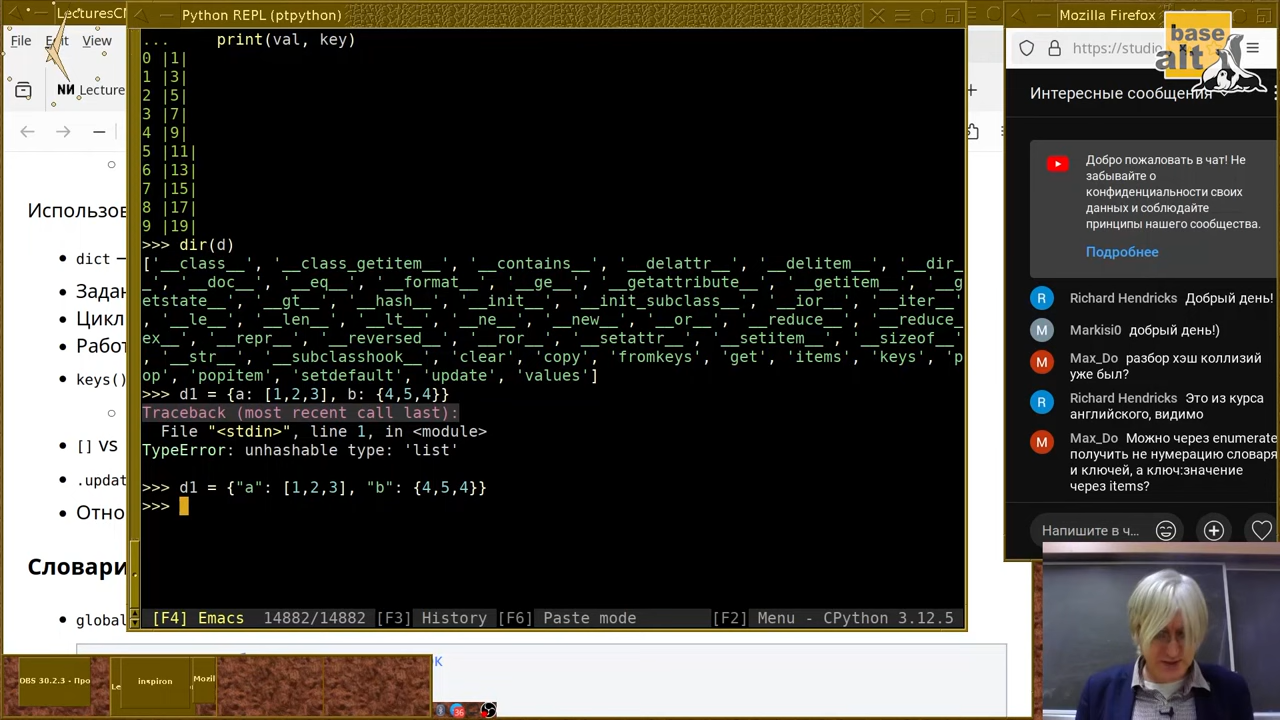 LecturesCM
Python REPL (ptpython)
Mozilla Firefox
File Edit View
Lecture
https://studio
base
alt
Использов
dict —
Задан
Цикл
Работ
keys()
[] vs
.updat
Отно
Словари
global
...     print(val, key)
0 |1|
1 |3|
2 |5|
3 |7|
4 |9|
5 |11|
6 |13|
7 |15|
8 |17|
9 |19|
>>> dir(d)
['__class__', '__class_getitem__', '__contains__', '__delattr__', '__delitem__', '__dir_
_', '__doc__', '__eq__', '__format__', '__ge__', '__getattribute__', '__getitem__', '__g
etstate__', '__gt__', '__hash__', '__init__', '__init_subclass__', '__ior__', '__iter__'
, '__le__', '__len__', '__lt__', '__ne__', '__new__', '__or__', '__reduce__', '__reduce_
ex__', '__repr__', '__reversed__', '__ror__', '__setattr__', '__setitem__', '__sizeof__'
, '__str__', '__subclasshook__', 'clear', 'copy', 'fromkeys', 'get', 'items', 'keys', 'p
op', 'popitem', 'setdefault', 'update', 'values']
>>> d1 = {a: [1,2,3], b: {4,5,4}}
Traceback (most recent call last):
  File "<stdin>", line 1, in <module>
TypeError: unhashable type: 'list'
>>> d1 = {"a": [1,2,3], "b": {4,5,4}}
>>>
[F4] Emacs 14882/14882 [F3] History [F6] Paste mode [F2] Menu - CPython 3.12.5
Интересные сообщения
Добро пожаловать в чат! Не
забывайте о
конфиденциальности своих
данных и соблюдайте
принципы нашего сообщества.
Подробнее
R Richard Hendricks Добрый день!
M Markisi0 добрый день!)
M Max_Do разбор хэш коллизий
уже был?
R Richard Hendricks Это из курса
английского, видимо
M Max_Do Можно через enumerate
получить не нумерацию словаря
и ключей, а ключ:значение
через items?
Напишите в ч...
K
DBS 30.2.3 - Про
Le
inspiron
Mozil
36